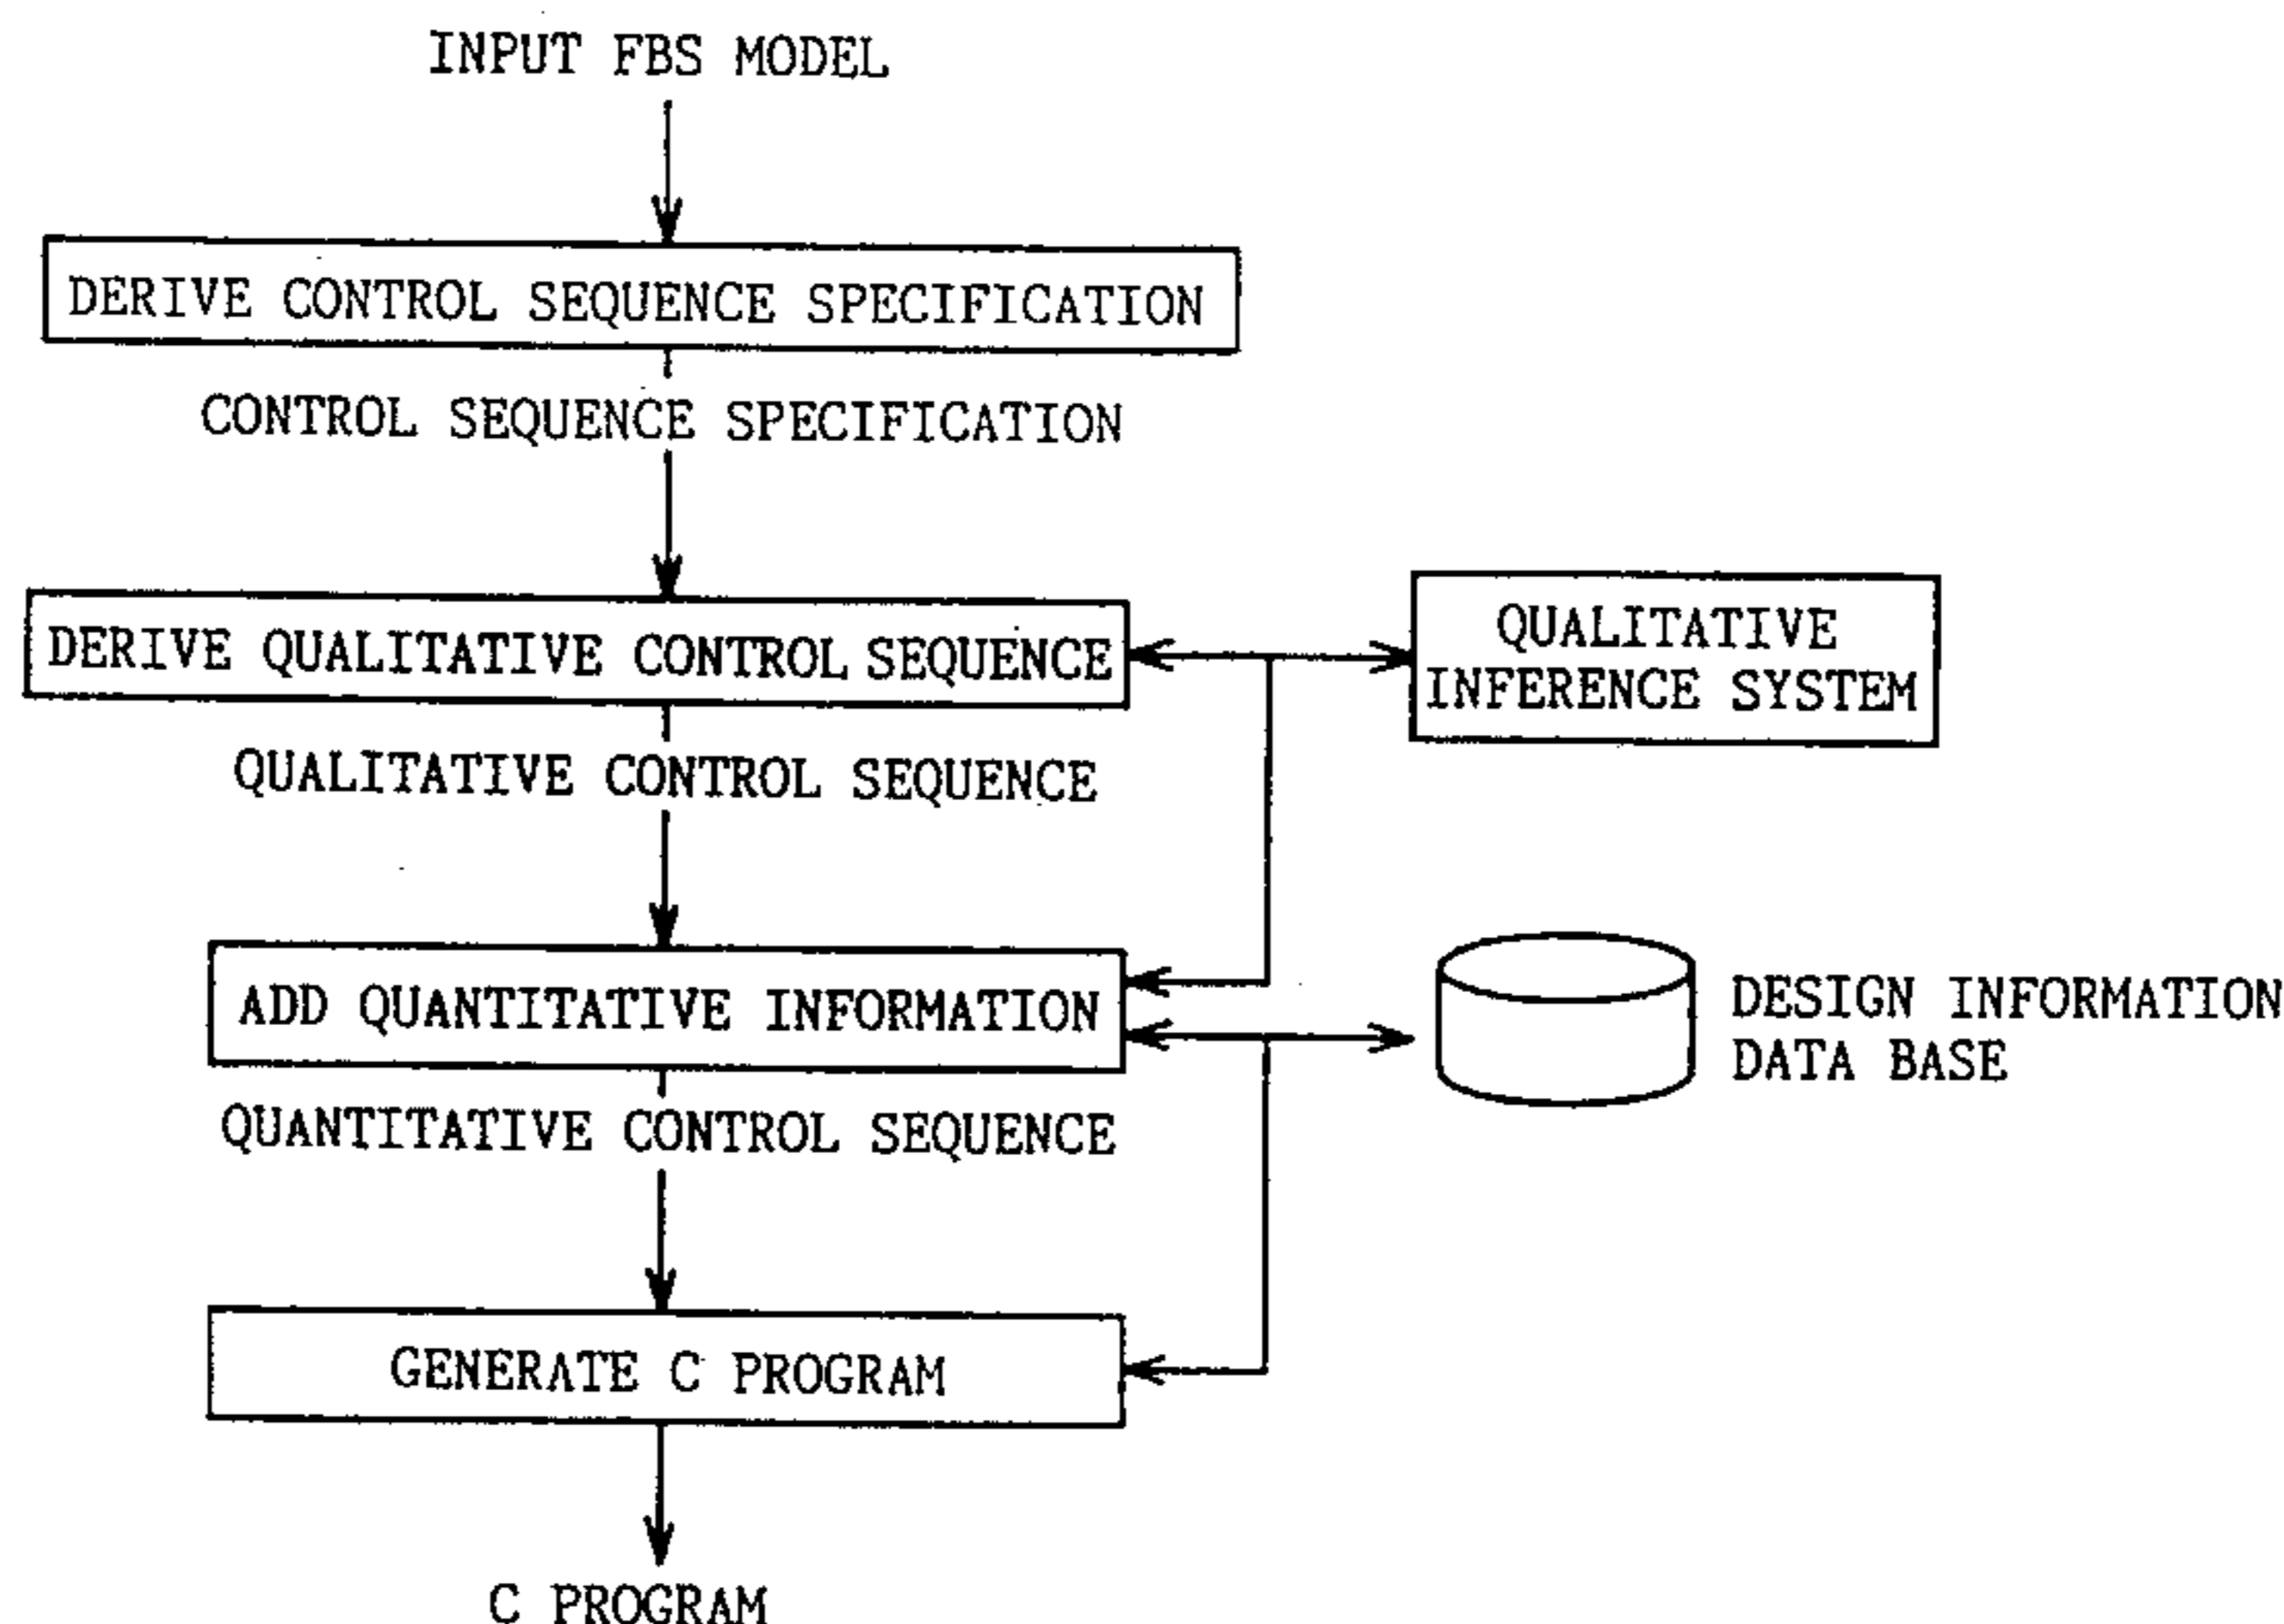 INPUT FBS MODEL
DERIVE CONTROL SEQUENCE SPECIFICATION
CONTROL SEQUENCE SPECIFICATION
DERIVE QUALITATIVE CONTROL SEQUENCE
QUALITATIVE
INFERENCE SYSTEM
QUALITATIVE CONTROL SEQUENCE
ADD QUANTITATIVE INFORMATION
DESIGN INFORMATION
DATA BASE
QUANTITATIVE CONTROL SEQUENCE
GENERATE C PROGRAM
C PROGRAM